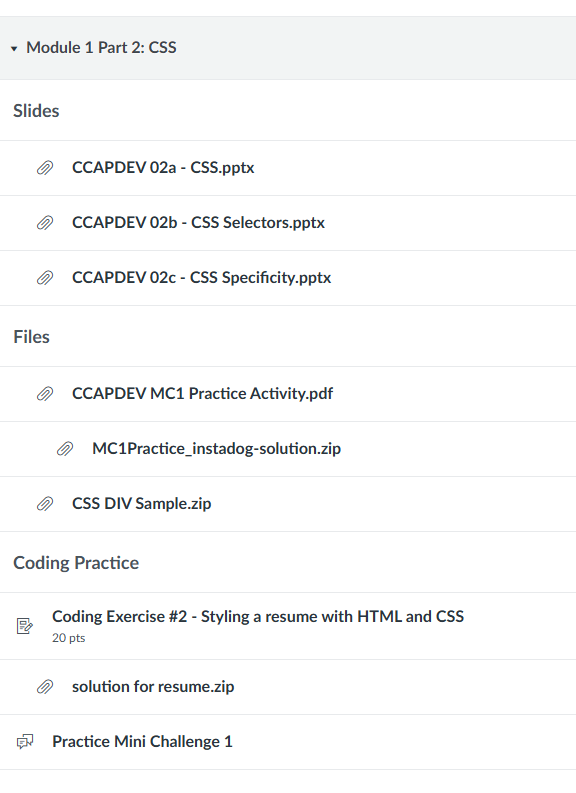 Module 1 Part 2: CSS
Slides
CCAPDEV 02a - CSS.pptx
CCAPDEV 02b - CSS Selectors.pptx
CCAPDEV 02c - CSS Specificity.pptx
Files
CCAPDEV MC1 Practice Activity.pdf
MC1Practice_instadog-solution.zip
CSS DIV Sample.zip
Coding Practice
Coding Exercise #2 - Styling a resume with HTML and CSS
20 pts
solution for resume.zip
Practice Mini Challenge 1